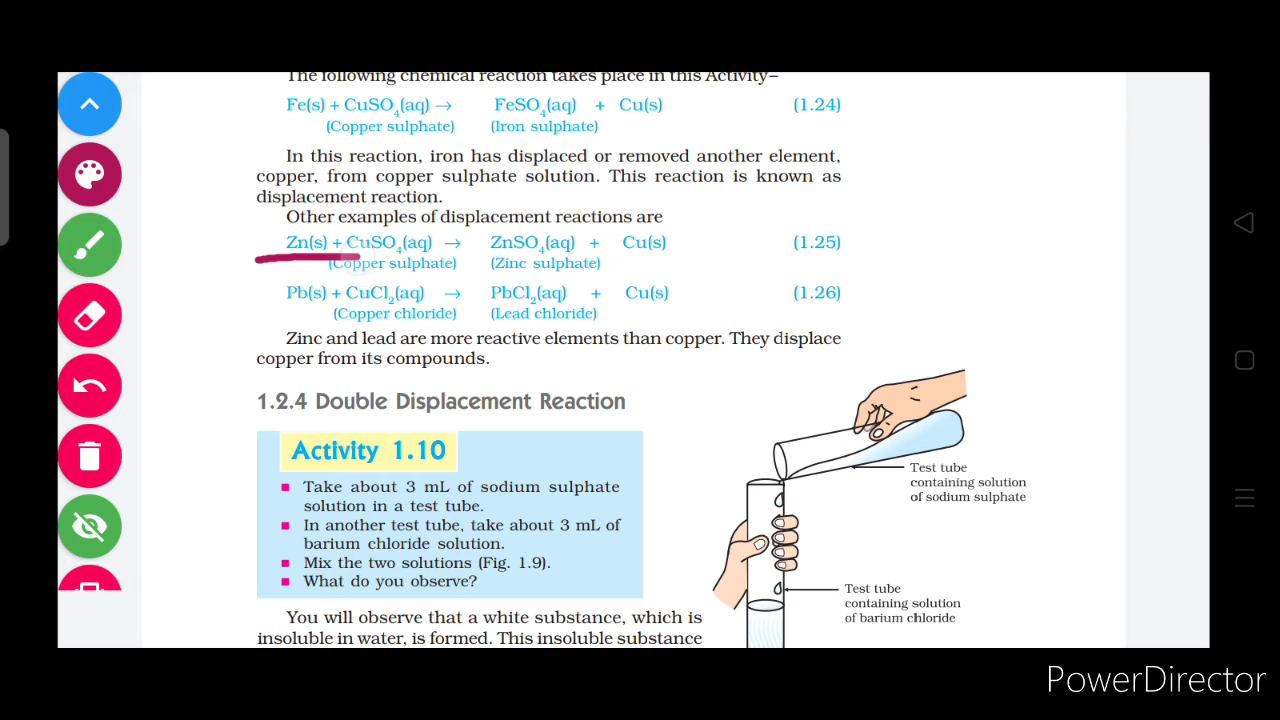 The following chemical reaction takes place in this Activity–
Fe(s) + CuSO₄(aq) → FeSO₄(aq) + Cu(s) (1.24)
(Copper sulphate) (Iron sulphate)
In this reaction, iron has displaced or removed another element,
copper, from copper sulphate solution. This reaction is known as
displacement reaction.
Other examples of displacement reactions are
Zn(s) + CuSO₄(aq) → ZnSO₄(aq) + Cu(s) (1.25)
(Copper sulphate) (Zinc sulphate)
Pb(s) + CuCl₂(aq) → PbCl₂(aq) + Cu(s) (1.26)
(Copper chloride) (Lead chloride)
Zinc and lead are more reactive elements than copper. They displace
copper from its compounds.
1.2.4 Double Displacement Reaction
Activity 1.10
■ Take about 3 mL of sodium sulphate
solution in a test tube.
■ In another test tube, take about 3 mL of
barium chloride solution.
■ Mix the two solutions (Fig. 1.9).
■ What do you observe?
Test tube
containing solution
of sodium sulphate
Test tube
containing solution
of barium chloride
You will observe that a white substance, which is
insoluble in water, is formed. This insoluble substance
PowerDirector